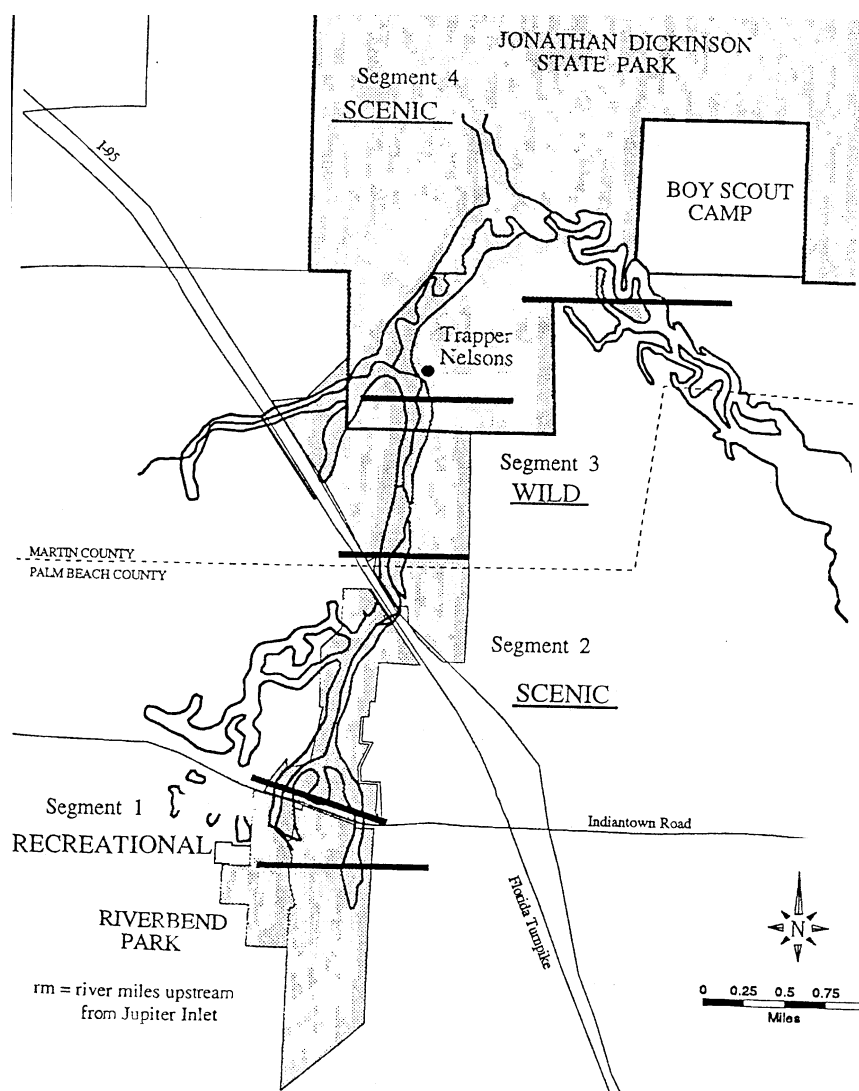 JONATHAN DICKINSON
STATE PARK
Segment 4
SCENIC
I-95
BOY SCOUT
CAMP
Trapper
Nelsons
Segment 3
WILD
MARTIN COUNTY
PALM BEACH COUNTY
Segment 2
SCENIC
Segment 1
RECREATIONAL
Indiantown Road
Florida Turnpike
RIVERBEND
PARK
N
rm = river miles upstream
from Jupiter Inlet
0 0.25 0.5 0.75
Miles